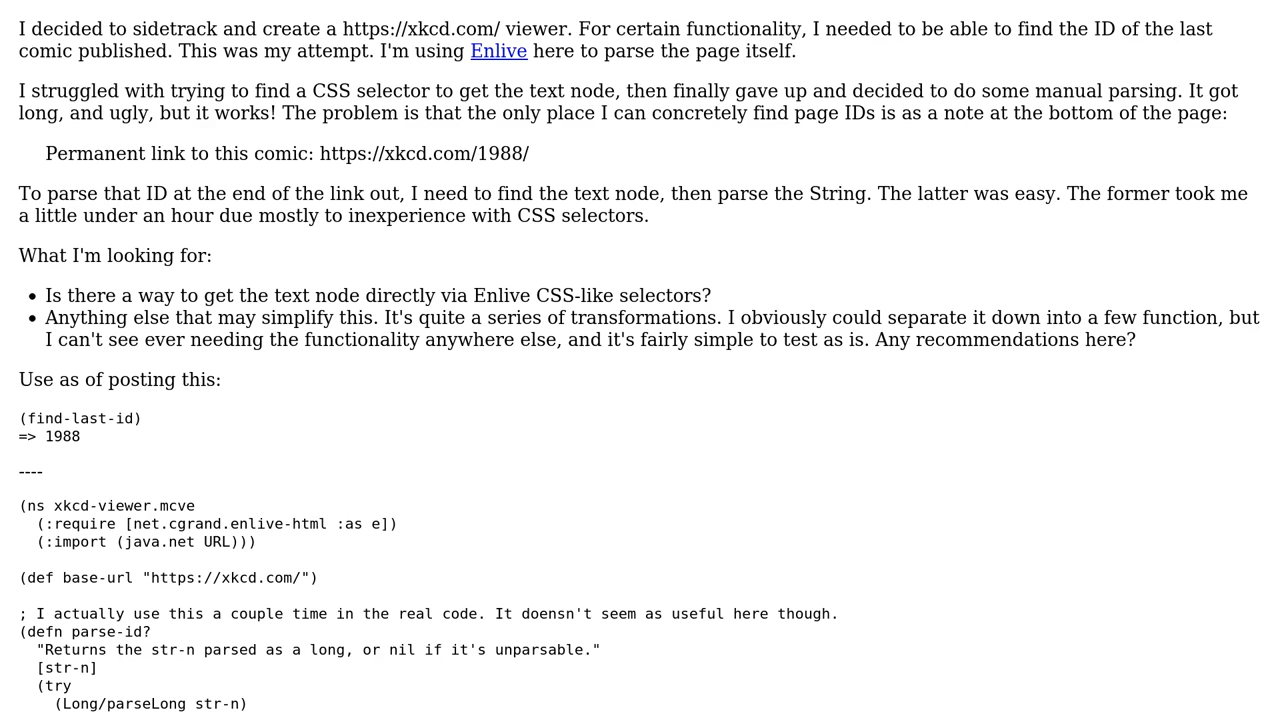 I decided to sidetrack and create a https://xkcd.com/ viewer. For certain functionality, I needed to be able to find the ID of the last
comic published. This was my attempt. I'm using Enlive here to parse the page itself.
I struggled with trying to find a CSS selector to get the text node, then finally gave up and decided to do some manual parsing. It got
long, and ugly, but it works! The problem is that the only place I can concretely find page IDs is as a note at the bottom of the page:
Permanent link to this comic: https://xkcd.com/1988/
To parse that ID at the end of the link out, I need to find the text node, then parse the String. The latter was easy. The former took me
a little under an hour due mostly to inexperience with CSS selectors.
What I'm looking for:
• Is there a way to get the text node directly via Enlive CSS-like selectors?
• Anything else that may simplify this. It's quite a series of transformations. I obviously could separate it down into a few function, but
I can't see ever needing the functionality anywhere else, and it's fairly simple to test as is. Any recommendations here?
Use as of posting this:
(find-last-id)
=> 1988
----
(ns xkcd-viewer.mcve
  (:require [net.cgrand.enlive-html :as e])
  (:import (java.net URL)))
(def base-url "https://xkcd.com/")
; I actually use this a couple time in the real code. It doensn't seem as useful here though.
(defn parse-id?
  "Returns the str-n parsed as a long, or nil if it's unparsable."
  [str-n]
  (try
    (Long/parseLong str-n)